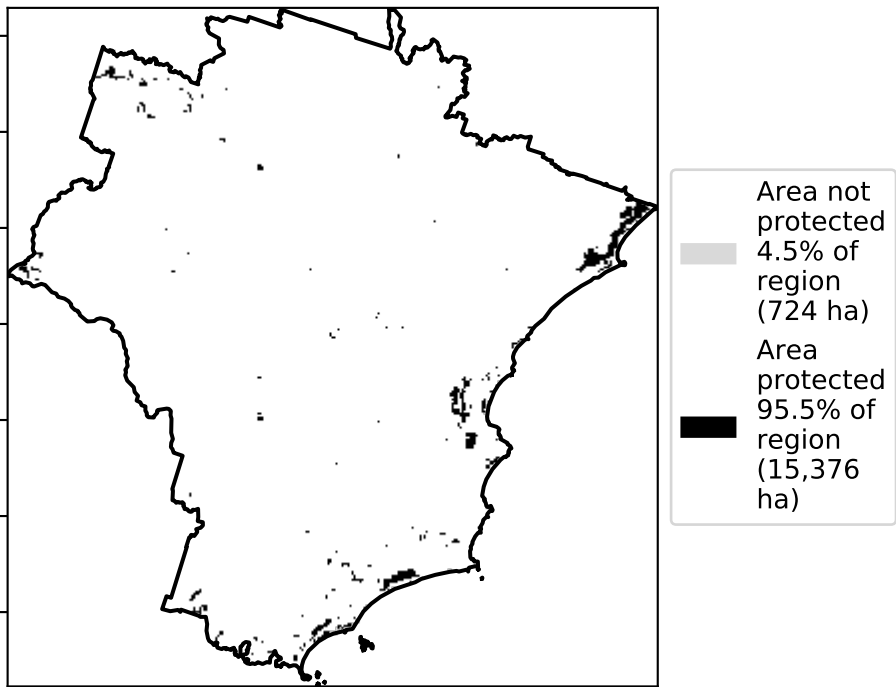 Area not
protected
4.5% of
region
(724 ha)
Area
protected
95.5% of
region
(15,376
ha)